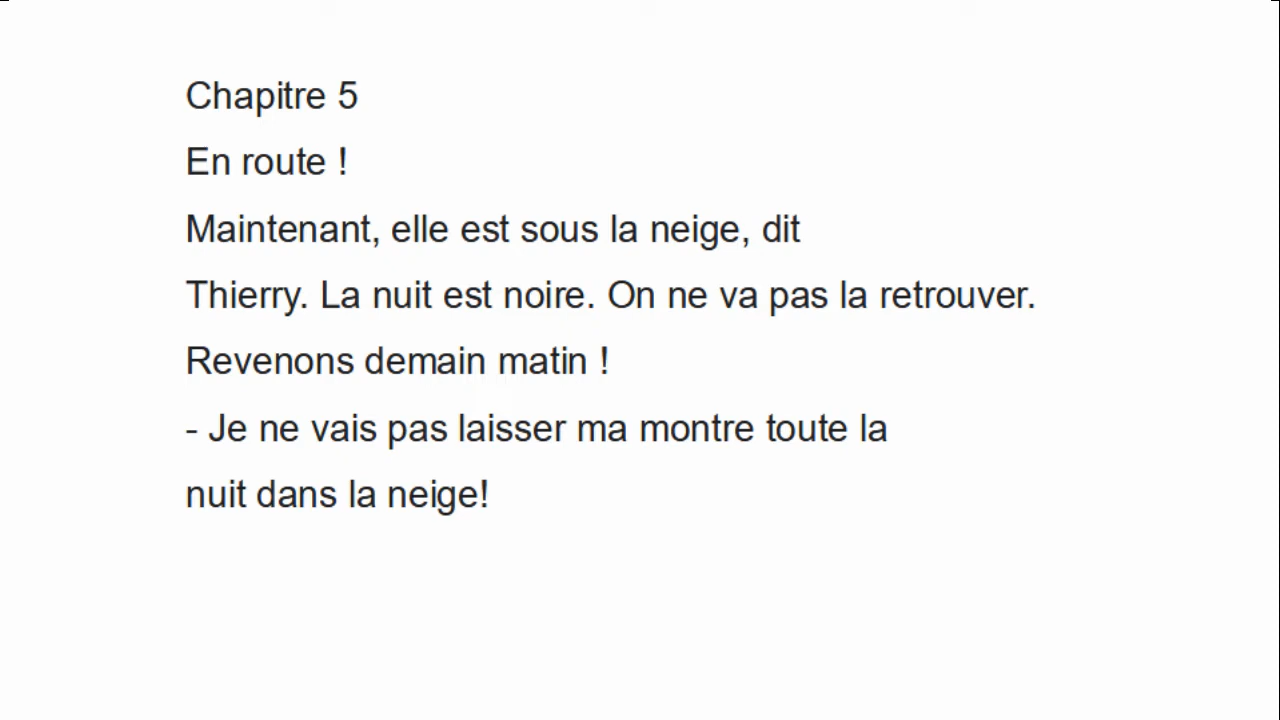 Chapitre 5
En route !
Maintenant, elle est sous la neige, dit
Thierry. La nuit est noire. On ne va pas la retrouver.
Revenons demain matin !
- Je ne vais pas laisser ma montre toute la
nuit dans la neige!